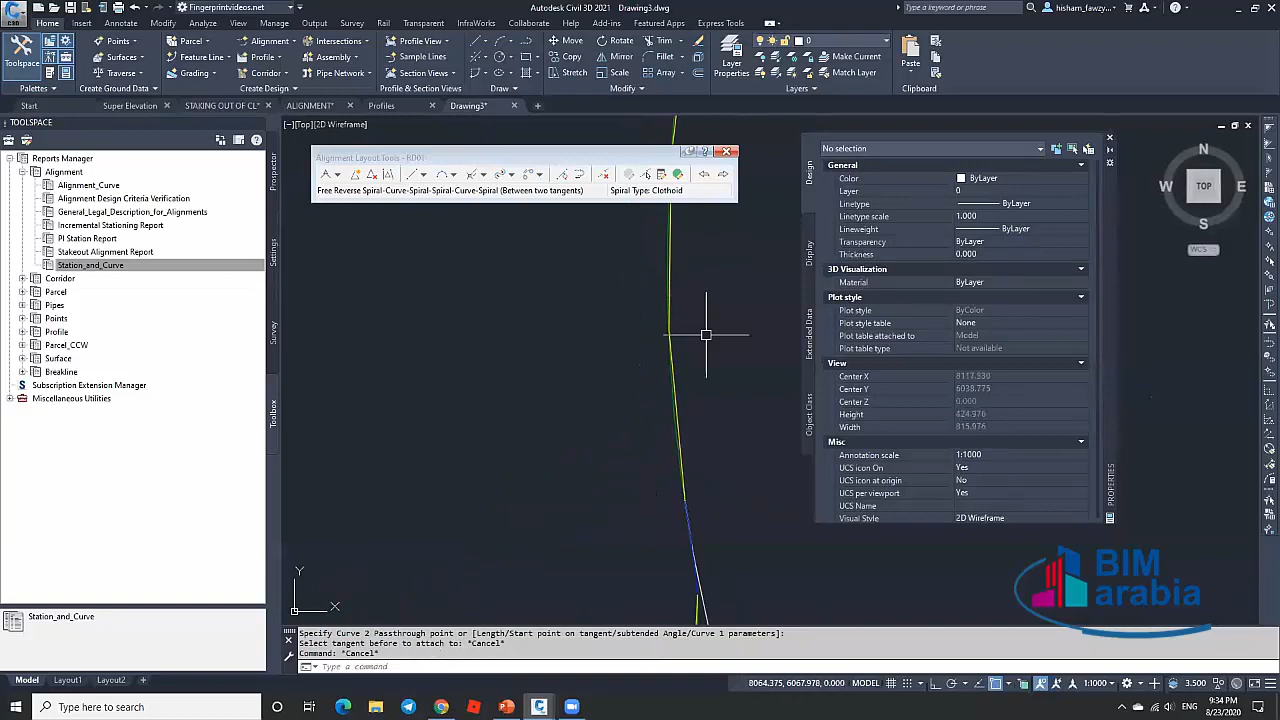 Fingerprintvideos.net
Autodesk Civil 3D 2021 Drawing3.dwg
Type a keyword or phrase
hisham_fawzy...
Home Insert Annotate Modify Analyze View Manage Output Survey Rail Transparent InfraWorks Collaborate Help Add-ins Featured Apps Express Tools
Toolspace
Palettes
Points
Surfaces
Traverse
Create Ground Data
Parcel
Feature Line
Grading
Alignment
Profile
Corridor
Intersections
Assembly
Pipe Network
Create Design
Profile View
Sample Lines
Section Views
Profile & Section Views
Draw
Move Rotate Trim
Copy Mirror Fillet
Stretch Scale Array
Modify
Layer
Properties
0
Make Current
Match Layer
Layers
Paste
Clipboard
Start Super Elevation STAKING OUT OF CL* ALIGNMENT* Profiles Drawing3*
TOOLSPACE
Reports Manager
Alignment
Alignment_Curve
Alignment Design Criteria Verification
General_Legal_Description_for_Alignments
Incremental Stationing Report
PI Station Report
Stakeout Alignment Report
Station_and_Curve
Corridor
Parcel
Pipes
Points
Profile
Parcel_CCW
Surface
Breakline
Subscription Extension Manager
Miscellaneous Utilities
Station_and_Curve
Prospector
Settings
Survey
Toolbox
[−][Top][2D Wireframe]
Alignment Layout Tools - RD01
Free Reverse Spiral-Curve-Spiral-Spiral-Curve-Spiral (Between two tangents)
Spiral Type: Clothoid
No selection
General
Color ByLayer
Layer 0
Linetype ByLayer
Linetype scale 1.000
Lineweight ByLayer
Transparency ByLayer
Thickness 0.000
3D Visualization
Material ByLayer
Plot style
Plot style ByColor
Plot style table None
Plot table attached to Model
Plot table type Not available
View
Center X 8117.530
Center Y 6038.775
Center Z 0.000
Height 424.976
Width 815.976
Misc
Annotation scale 1:1000
UCS icon On Yes
UCS icon at origin No
UCS per viewport Yes
UCS Name
Visual Style 2D Wireframe
Design
Display
Extended Data
Object Class
PROPERTIES
N
W TOP E
S
WCS
BIM
arabia
Y
X
Specify Curve 2 Passthrough point or [Length/Start point on tangent/subtended Angle/Curve 1 parameters]:
Select tangent before to attach to: *Cancel*
Command: *Cancel*
Type a command
Model Layout1 Layout2
8064.375, 6067.978, 0.000 MODEL
1:1000
3.500
Type here to search
9:34 PM
8/23/2020